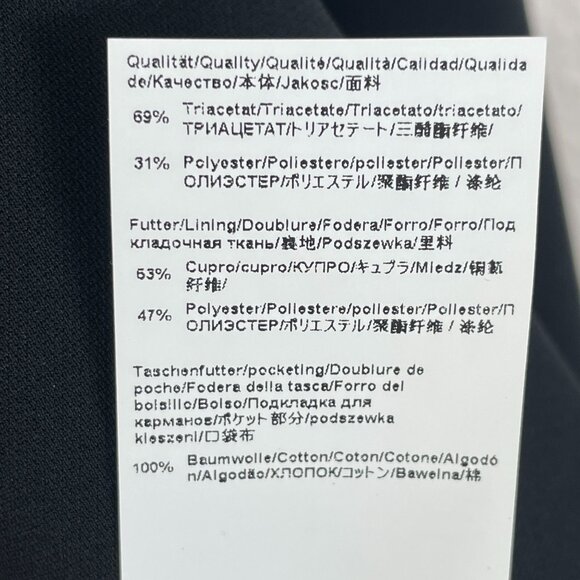 Qualität/Quality/Qualité/Qualità/Calidad/Qualida
de/Качество/本体/Jakosc/面料
69% Triacetat/Triacetate/Triacetato/triacetato/
ТРИАЦЕТАТ/トリアセテート/三醋酯纤维/
31% Polyester/Poliestere/poliester/Poliester/П
ОЛИЭСТЕР/ポリエステル/聚酯纤维 / 涤纶
Futter/Lining/Doublure/Fodera/Forro/Forro/Под
кладочная ткань/裏地/Podszewka/里料
53% Cupro/cupro/КУПРО/キュプラ/Miedz/铜氨
纤维/
47% Polyester/Poliestere/poliester/Poliester/П
ОЛИЭСТЕР/ポリエステル/聚酯纤维 / 涤纶
Taschenfutter/pocketing/Doublure de
poche/Fodera della tasca/Forro del
bolsillo/Bolso/Подкладка для
карманов/ポケット部分/podszewka
kieszeni/口袋布
100% Baumwolle/Cotton/Coton/Cotone/Algodó
n/Algodão/ХЛОПОК/コットン/Bawelna/棉